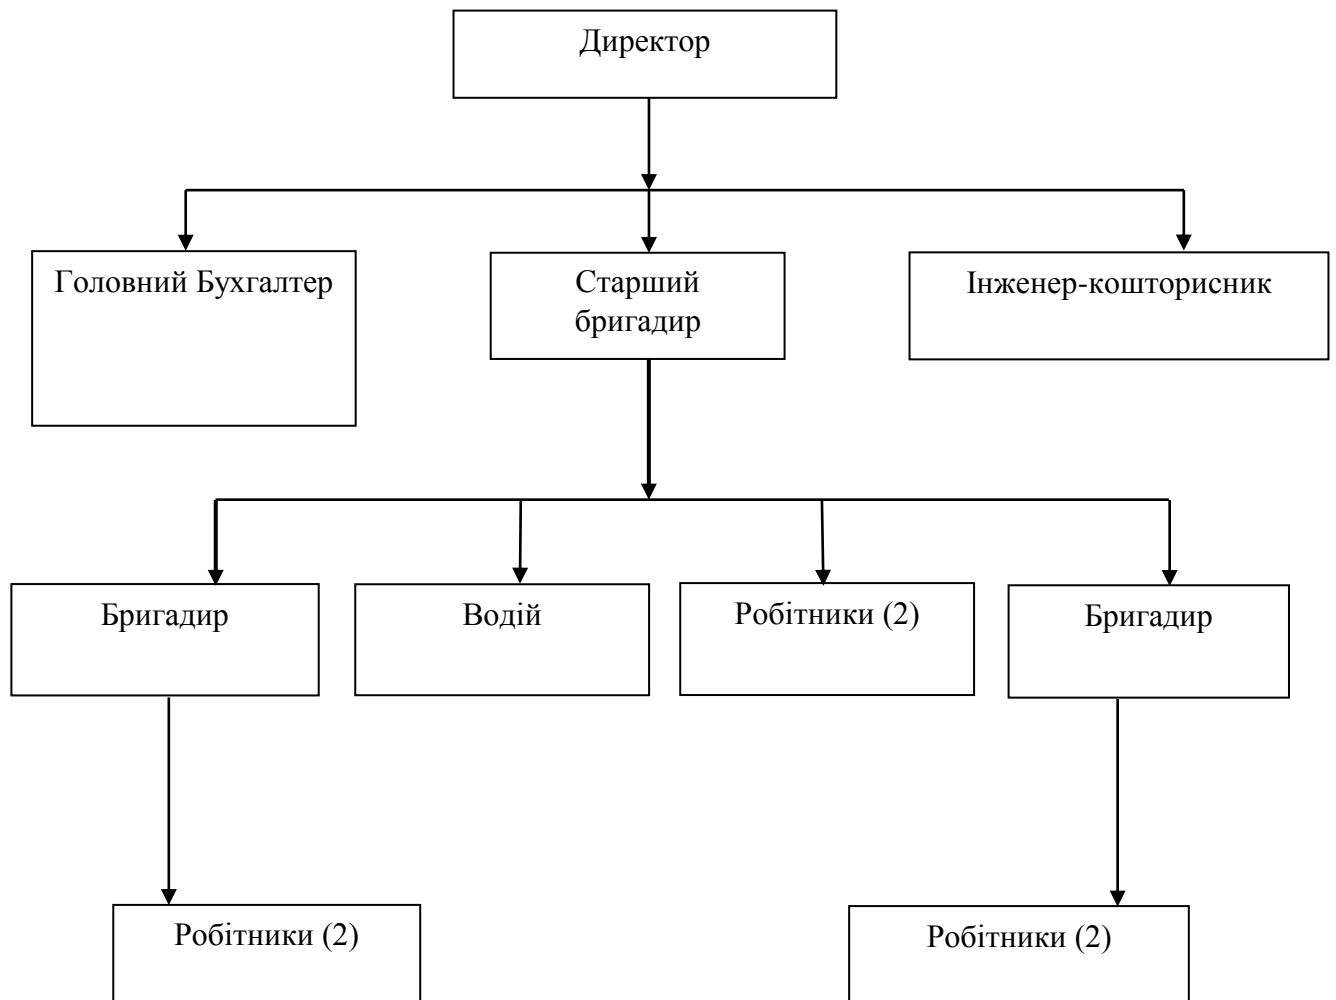 Директор
Головний Бухгалтер
Старший
бригадир
Інженер-кошторисник
Бригадир
Водій
Робітники (2)
Бригадир
Робітники (2)
Робітники (2)